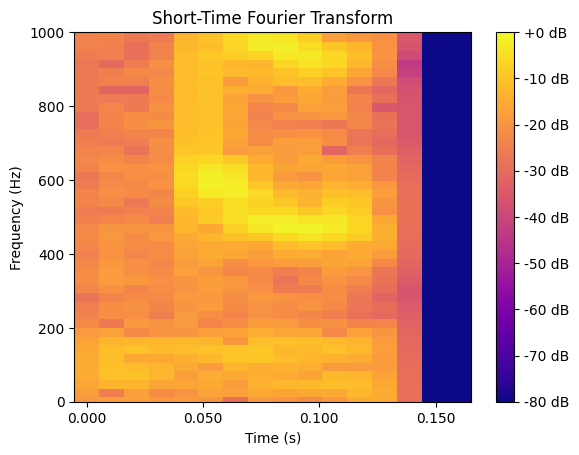 Short-Time Fourier Transform
1000
800
600
400
200
0
Frequency (Hz)
0.000
0.050
0.100
0.150
Time (s)
+0 dB
-10 dB
-20 dB
-30 dB
-40 dB
-50 dB
-60 dB
-70 dB
-80 dB